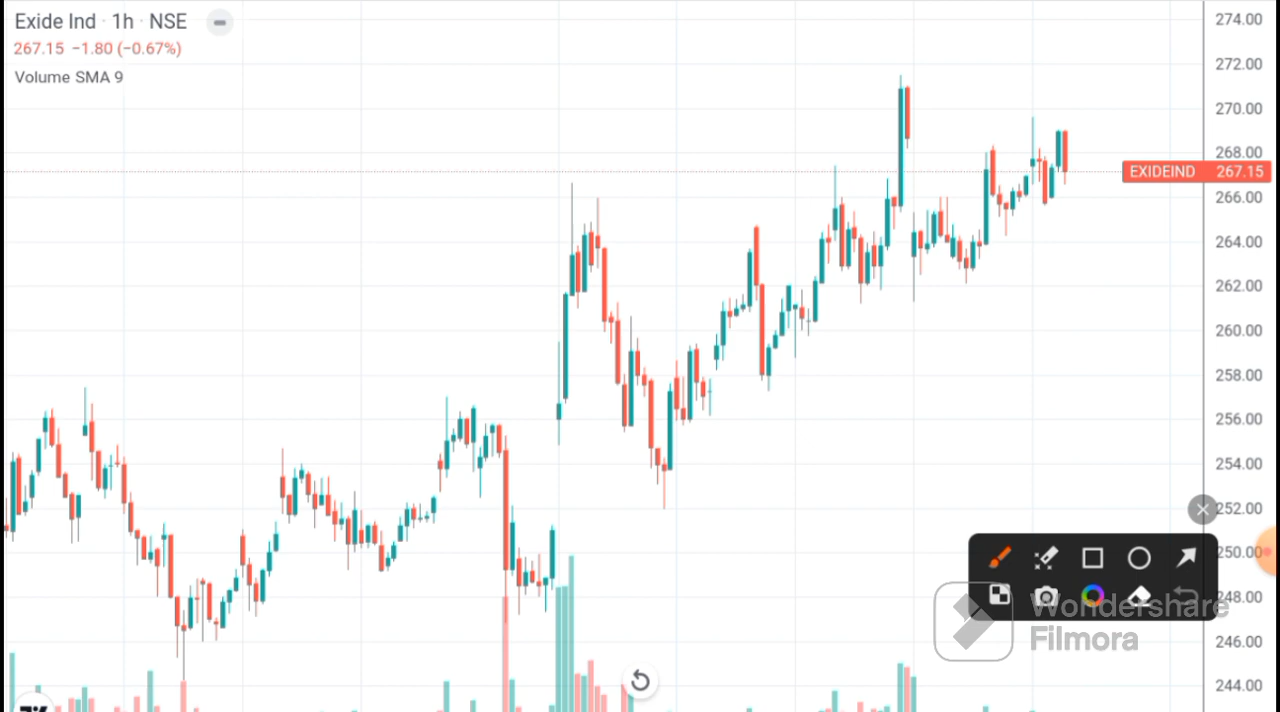 Exide Ind · 1h · NSE
267.15 −1.80 (−0.67%)
Volume SMA 9
274.00
272.00
270.00
268.00
EXIDEIND 267.15
266.00
264.00
262.00
260.00
258.00
256.00
254.00
252.00
250.00
248.00
246.00
244.00
Wondershare
Filmora